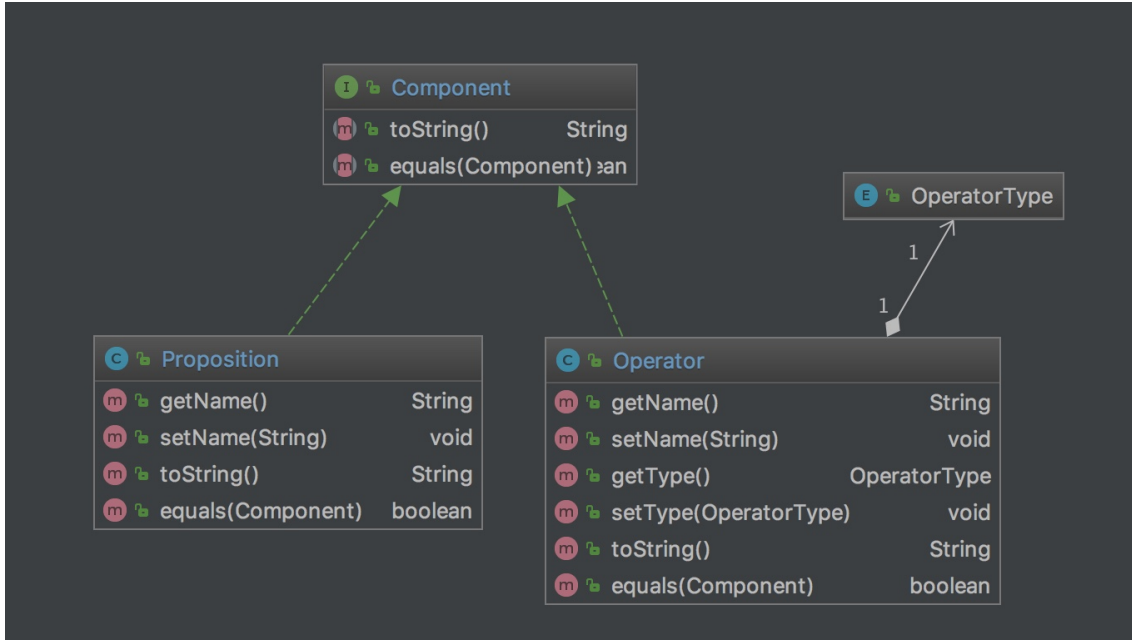 I Component
m toString() String
m equals(Component) ean
E OperatorType
1
1
C Proposition
m getName() String
m setName(String) void
m toString() String
m equals(Component) boolean
C Operator
m getName() String
m setName(String) void
m getType() OperatorType
m setType(OperatorType) void
m toString() String
m equals(Component) boolean